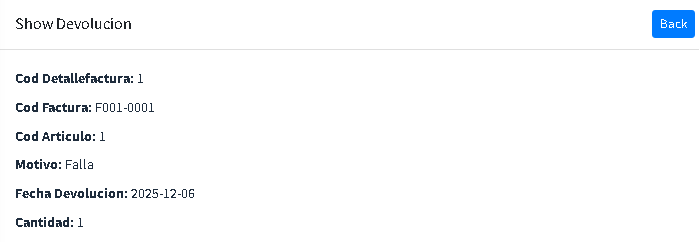 Show Devolucion
Back
Cod Detallefactura: 1
Cod Factura: F001-0001
Cod Articulo: 1
Motivo: Falla
Fecha Devolucion: 2025-12-06
Cantidad: 1